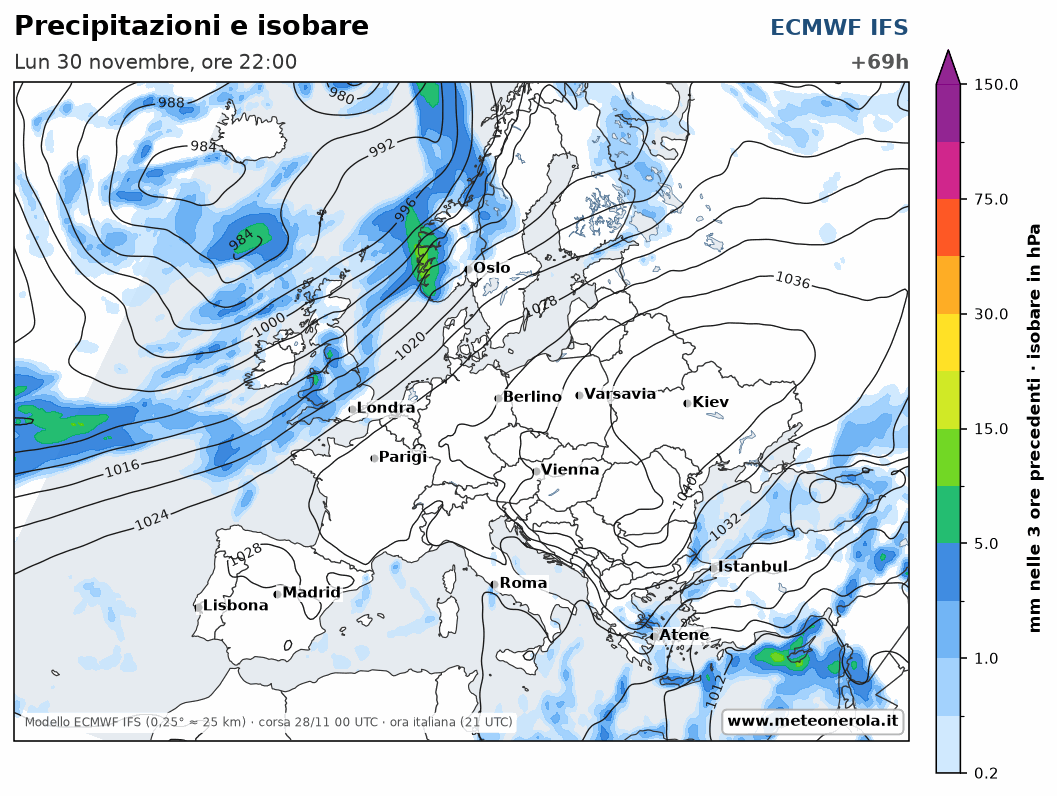 Precipitazioni e isobare
ECMWF IFS
Lun 30 novembre, ore 22:00
+69h
988
980
984
992
996
984
1000
1020
1028
1036
1016
1024
1028
1040
1032
1012
Oslo
Londra
Berlino
Varsavia
Kiev
Parigi
Vienna
Istanbul
Roma
Madrid
Lisbona
Atene
Modello ECMWF IFS (0,25° ≈ 25 km) · corsa 28/11 00 UTC · ora italiana (21 UTC)
www.meteonerola.it
150.0
75.0
30.0
15.0
5.0
1.0
0.2
mm nelle 3 ore precedenti · isobare in hPa